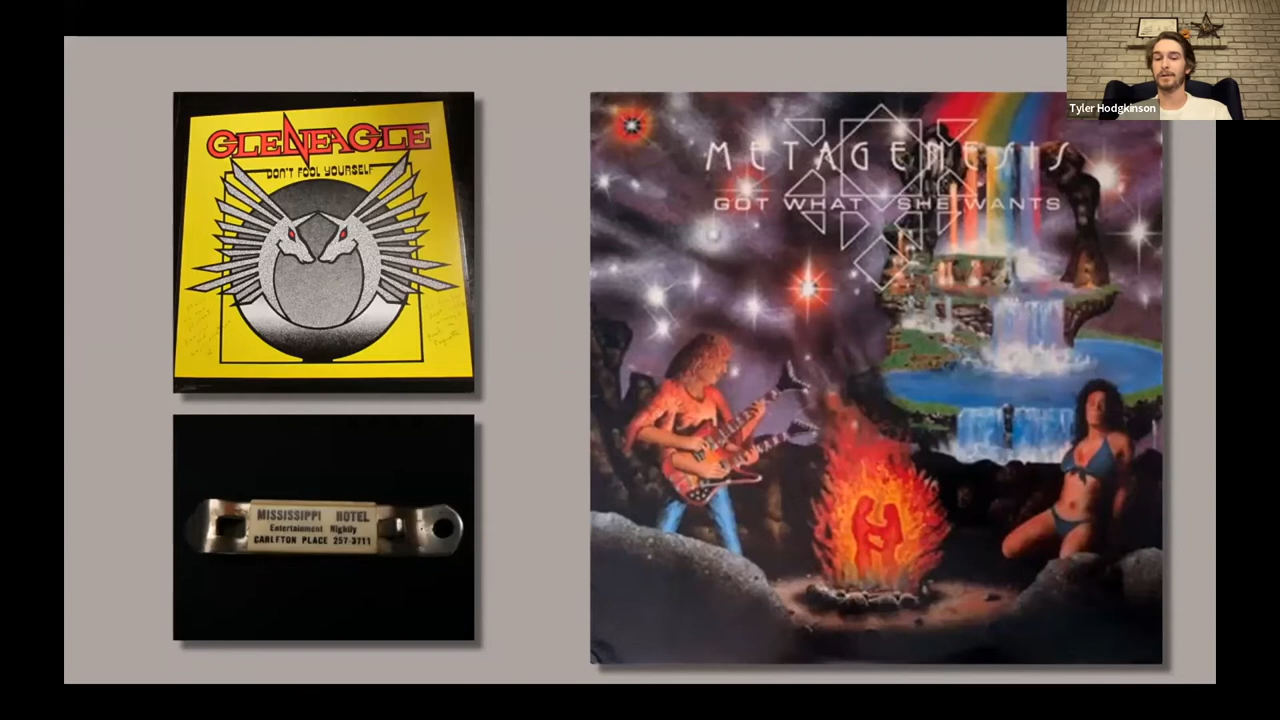 GLENEAGLE
DON'T FOOL YOURSELF
MISSISSIPPI HOTEL
Entertainment Nightly
CARLETON PLACE 257-3711
METAGENESIS
GOT WHAT SHE WANTS
Tyler Hodgkinson